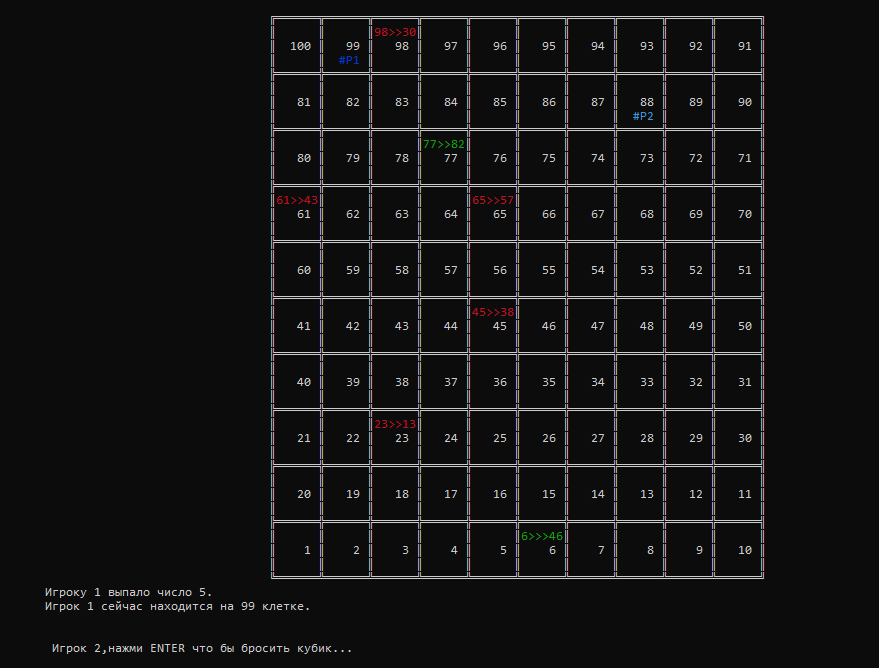 98>>30
100 99 98 97 96 95 94 93 92 91
#P1
81 82 83 84 85 86 87 88 89 90
#P2
77>>82
80 79 78 77 76 75 74 73 72 71
61>>43 65>>57
61 62 63 64 65 66 67 68 69 70
60 59 58 57 56 55 54 53 52 51
45>>38
41 42 43 44 45 46 47 48 49 50
40 39 38 37 36 35 34 33 32 31
23>>13
21 22 23 24 25 26 27 28 29 30
20 19 18 17 16 15 14 13 12 11
6>>>46
1 2 3 4 5 6 7 8 9 10
Игроку 1 выпало число 5.
Игрок 1 сейчас находится на 99 клетке.
Игрок 2,нажми ENTER что бы бросить кубик...